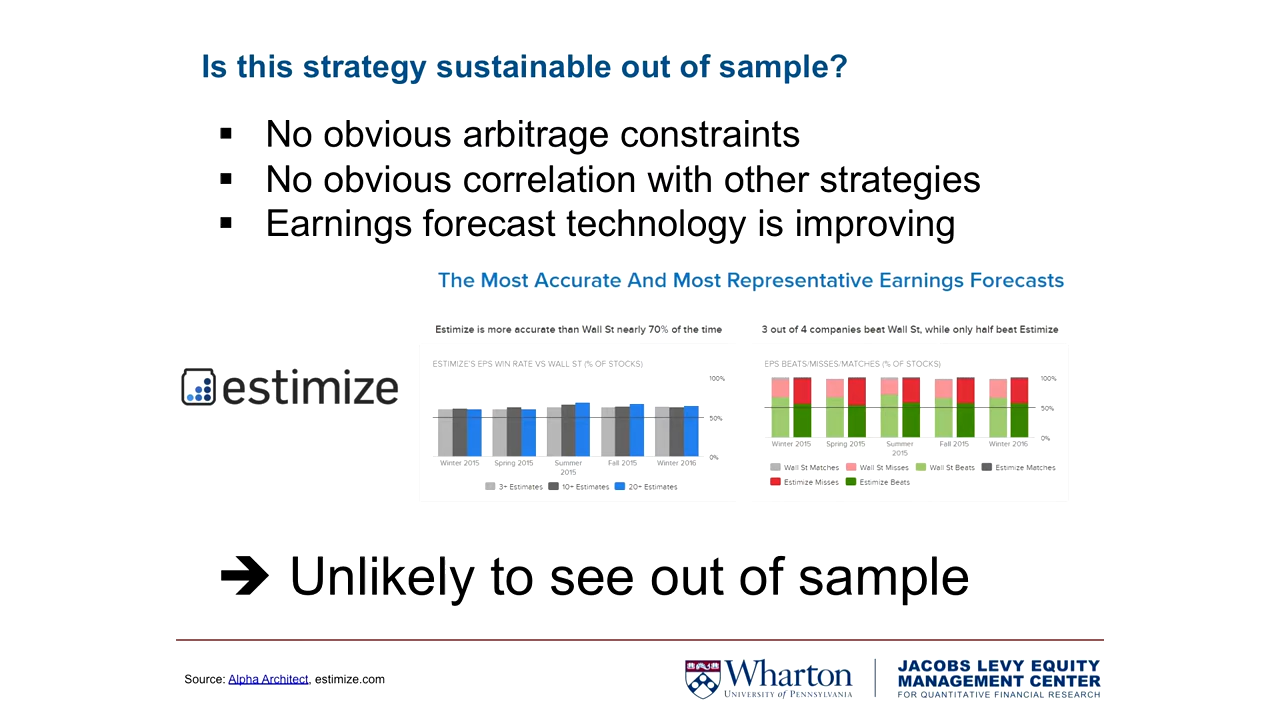 Is this strategy sustainable out of sample?
▪ No obvious arbitrage constraints
▪ No obvious correlation with other strategies
▪ Earnings forecast technology is improving
The Most Accurate And Most Representative Earnings Forecasts
Estimize is more accurate than Wall St nearly 70% of the time
ESTIMIZE'S EPS WIN RATE VS WALL ST (% OF STOCKS)
100%
50%
0%
Winter 2015 Spring 2015 Summer 2015 Fall 2015 Winter 2016
3+ Estimates 10+ Estimates 20+ Estimates
3 out of 4 companies beat Wall St, while only half beat Estimize
EPS BEATS/MISSES/MATCHES (% OF STOCKS)
100%
50%
0%
Winter 2015 Spring 2015 Summer 2015 Fall 2015 Winter 2016
Wall St Matches Wall St Misses Wall St Beats Estimize Matches
Estimize Misses Estimize Beats
estimize
➔ Unlikely to see out of sample
Source: Alpha Architect, estimize.com
Wharton
UNIVERSITY of PENNSYLVANIA
JACOBS LEVY EQUITY
MANAGEMENT CENTER
FOR QUANTITATIVE FINANCIAL RESEARCH